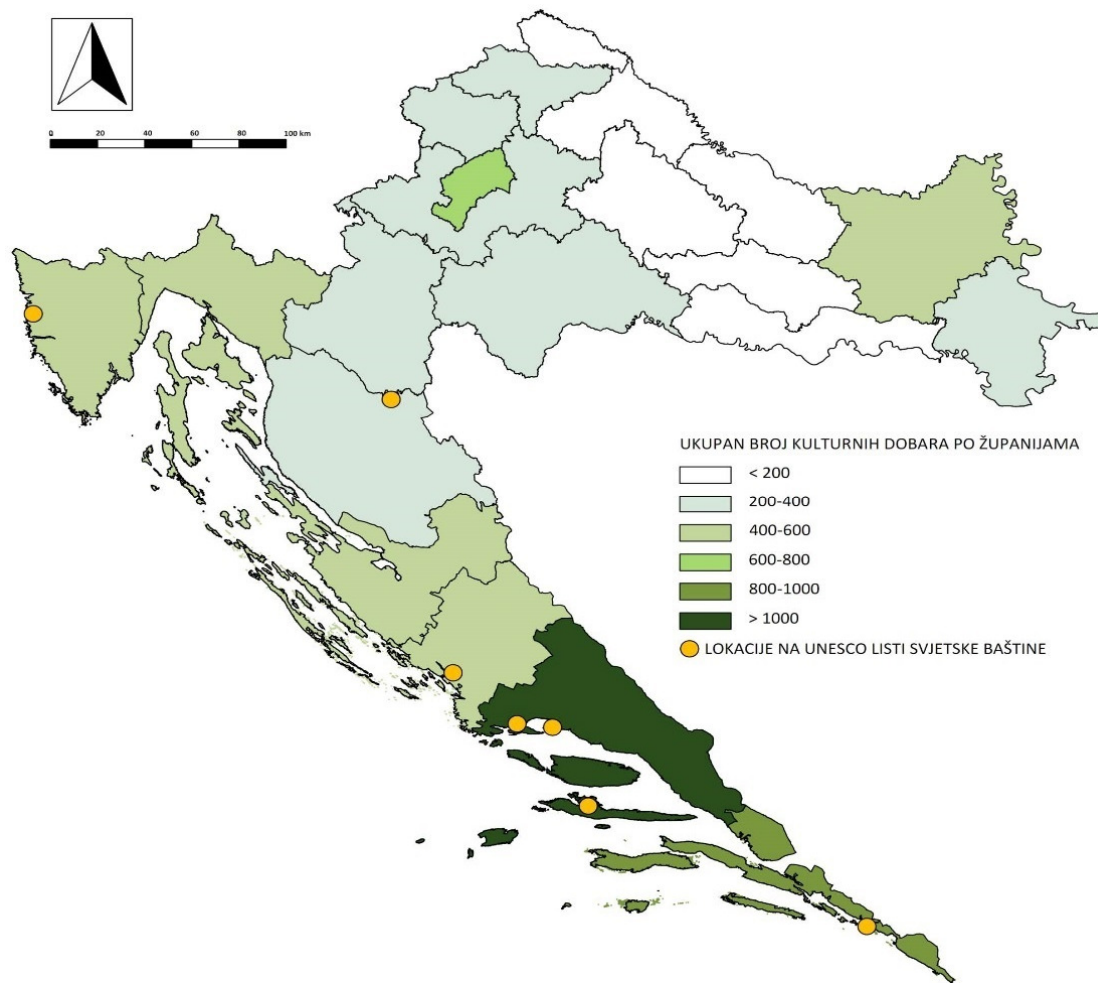 0 20 40 60 80 100 km
UKUPAN BROJ KULTURNIH DOBARA PO ŽUPANIJAMA
< 200
200-400
400-600
600-800
800-1000
> 1000
LOKACIJE NA UNESCO LISTI SVJETSKE BAŠTINE